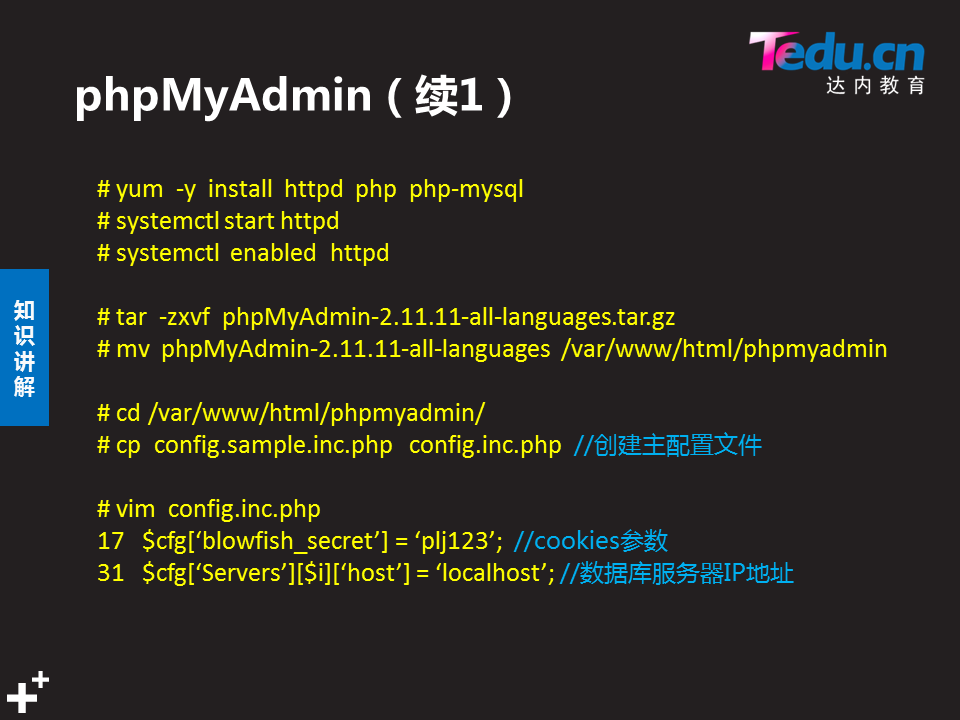 Tedu.cn
达内教育
phpMyAdmin（续1）
# yum -y install httpd php php-mysql
# systemctl start httpd
# systemctl enabled httpd
# tar -zxvf phpMyAdmin-2.11.11-all-languages.tar.gz
# mv phpMyAdmin-2.11.11-all-languages /var/www/html/phpmyadmin
# cd /var/www/html/phpmyadmin/
# cp config.sample.inc.php config.inc.php //创建主配置文件
# vim config.inc.php
17 $cfg[‘blowfish_secret’] = ‘plj123’; //cookies参数
31 $cfg[‘Servers’][$i][‘host’] = ‘localhost’; //数据库服务器IP地址
知
识
讲
解